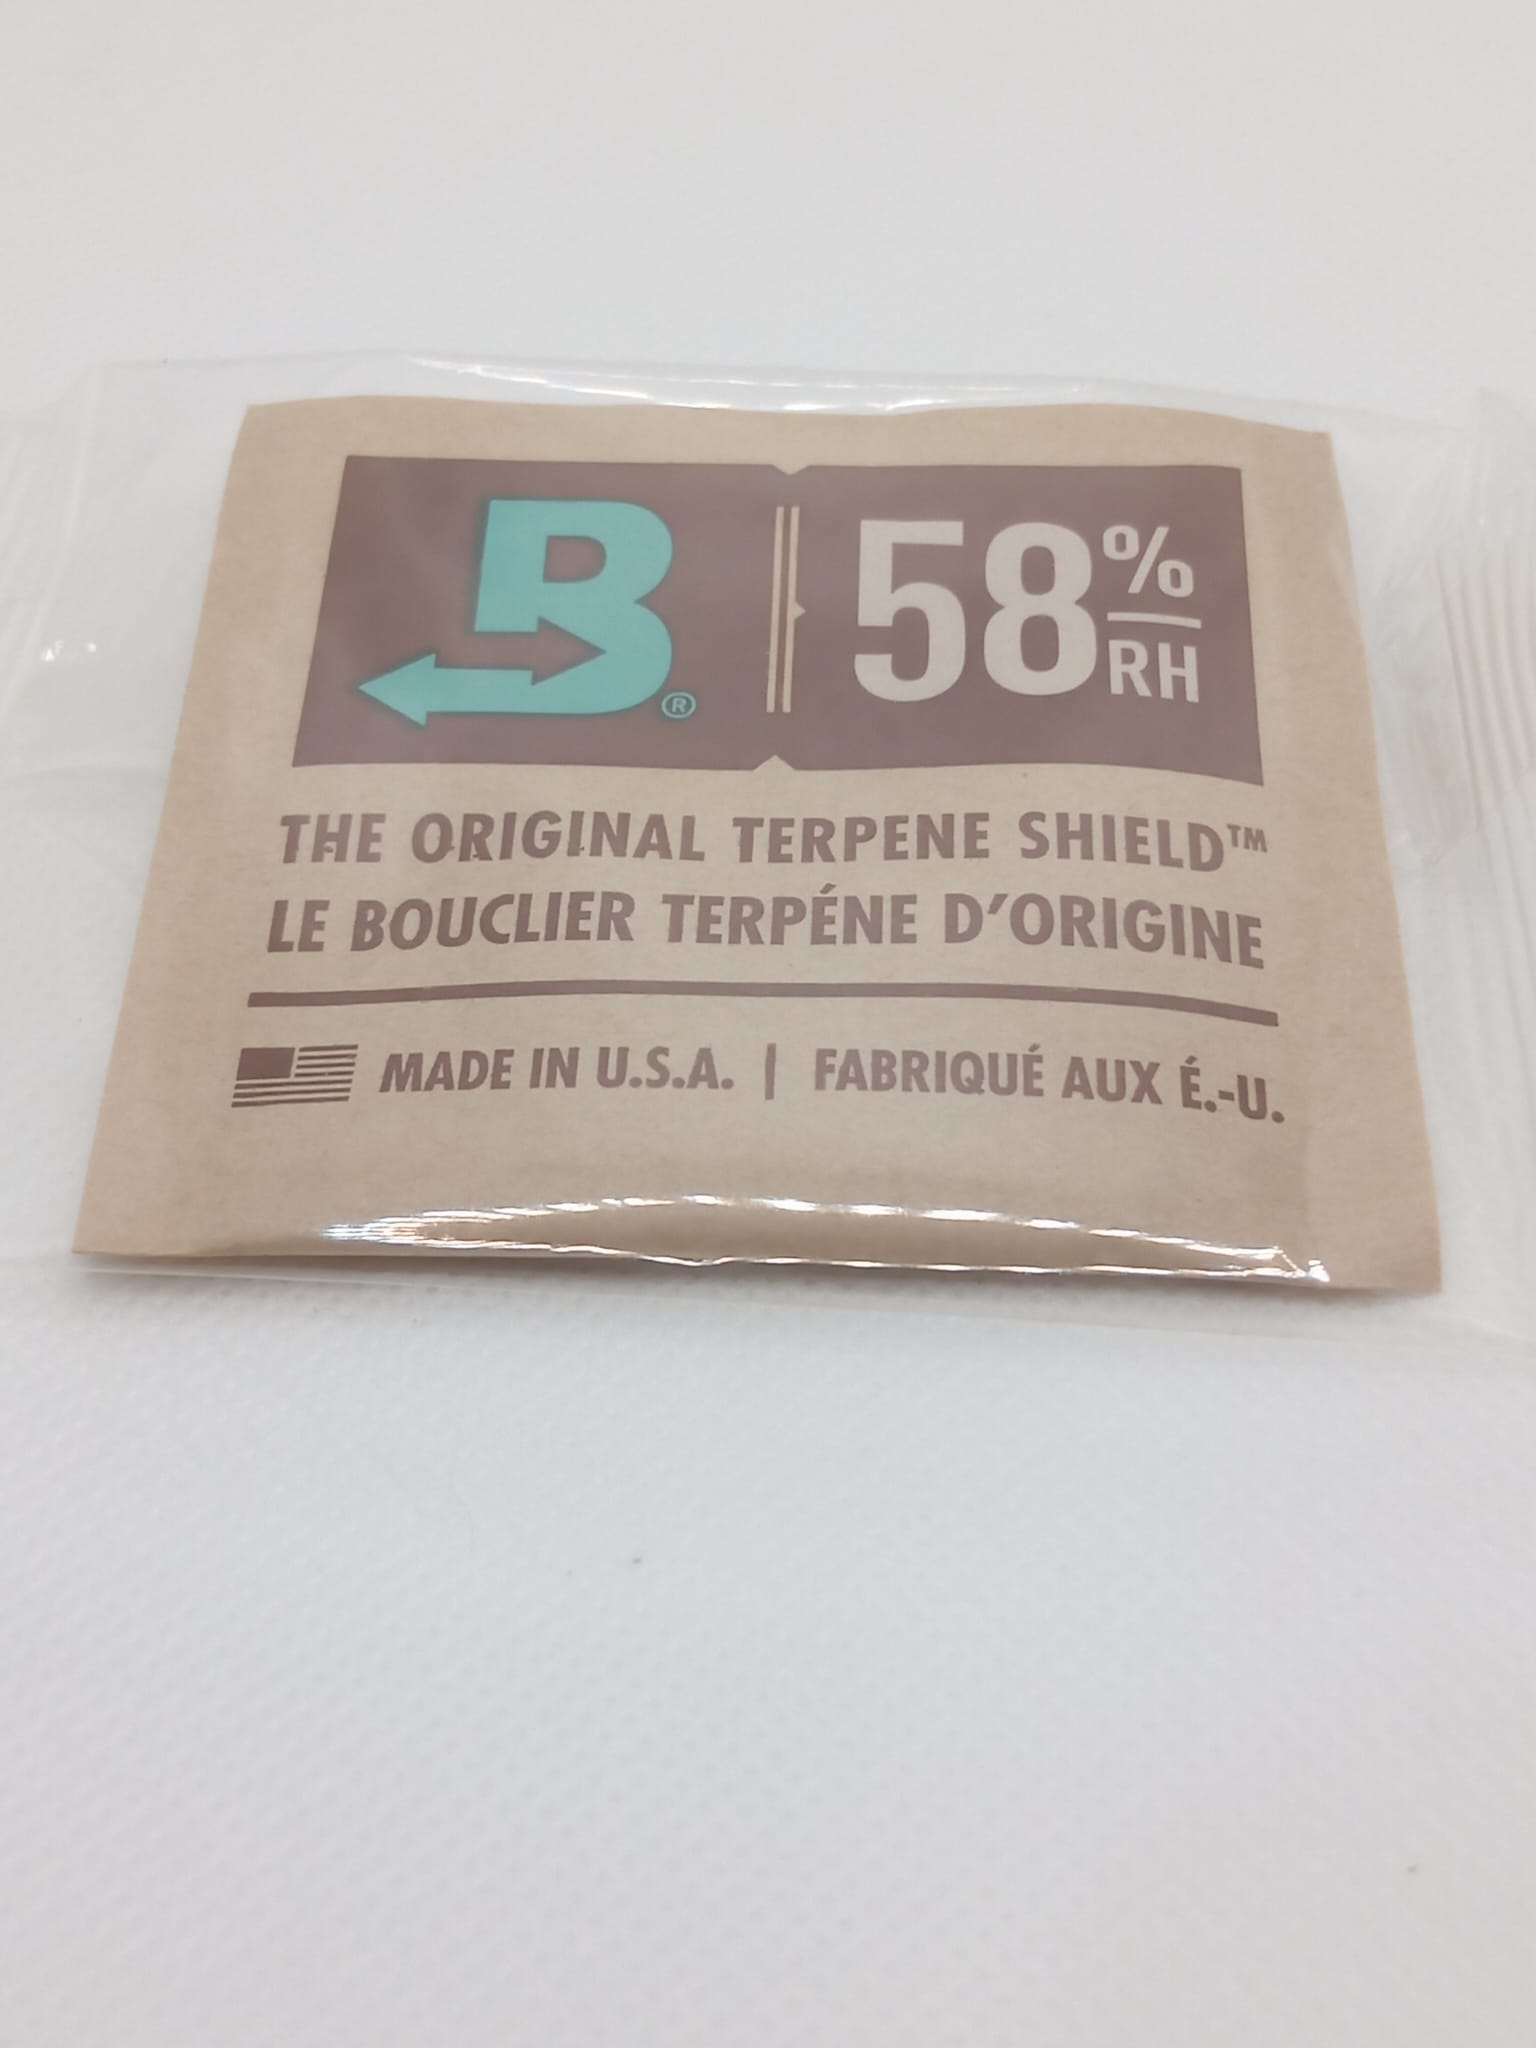 B® 58% RH
THE ORIGINAL TERPENE SHIELD™
LE BOUCLIER TERPÉNE D'ORIGINE
MADE IN U.S.A. | FABRIQUÉ AUX É.-U.